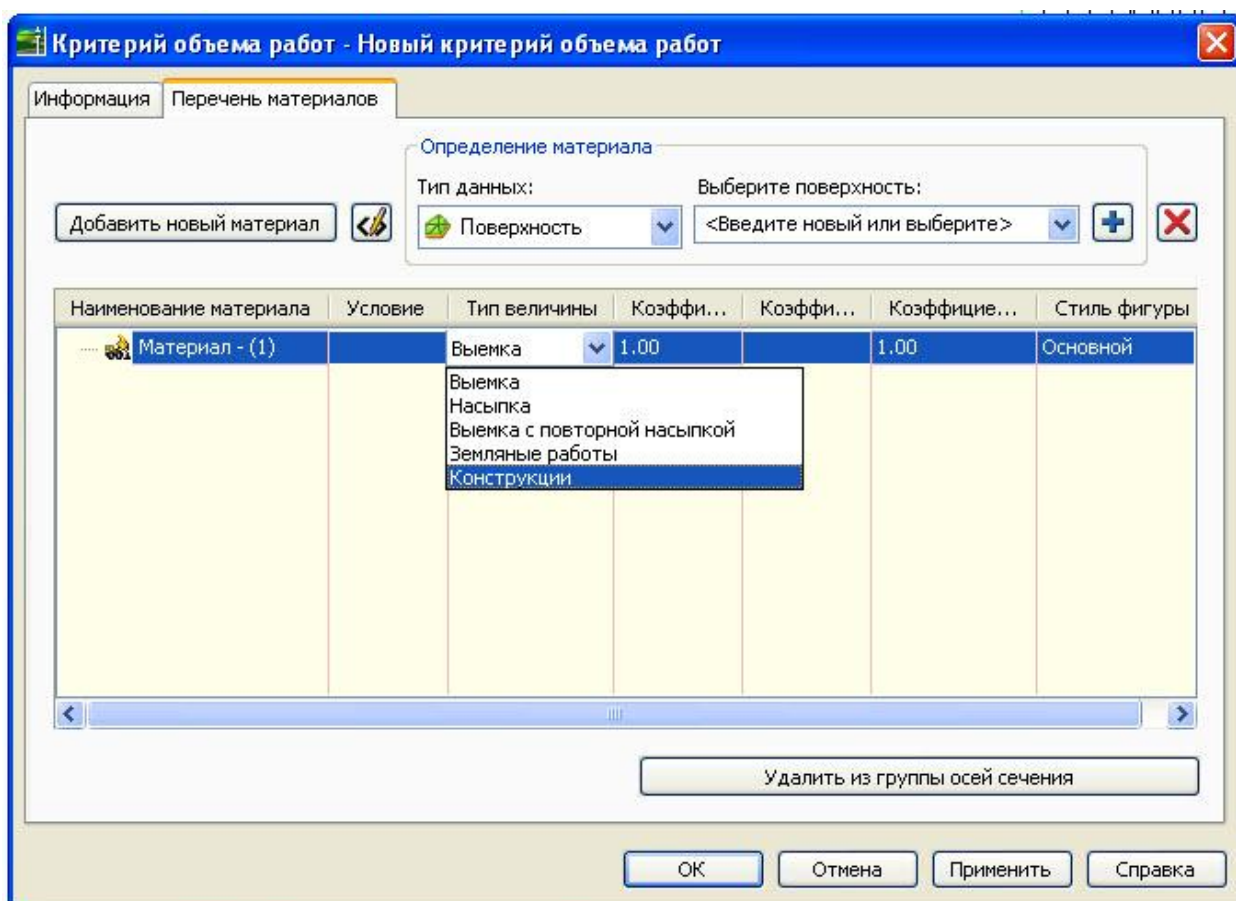 Критерий объема работ - Новый критерий объема работ
Информация Перечень материалов
Определение материала
Тип данных: Выберите поверхность:
Добавить новый материал Поверхность <Введите новый или выберите>
Наименование материала Условие Тип величины Коэффи... Коэффи... Коэффицие... Стиль фигуры
Материал - (1) Выемка 1.00 1.00 Основной
Выемка
Насыпка
Выемка с повторной насыпкой
Земляные работы
Конструкции
Удалить из группы осей сечения
ОК Отмена Применить Справка